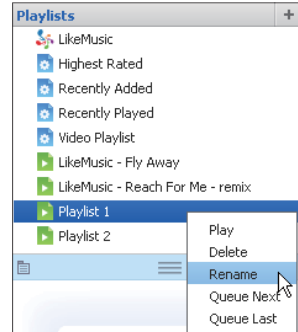 Playlists +
LikeMusic
Highest Rated
Recently Added
Recently Played
Video Playlist
LikeMusic - Fly Away
LikeMusic - Reach For Me - remix
Playlist 1
Playlist 2
Play
Delete
Rename
Queue Next
Queue Last